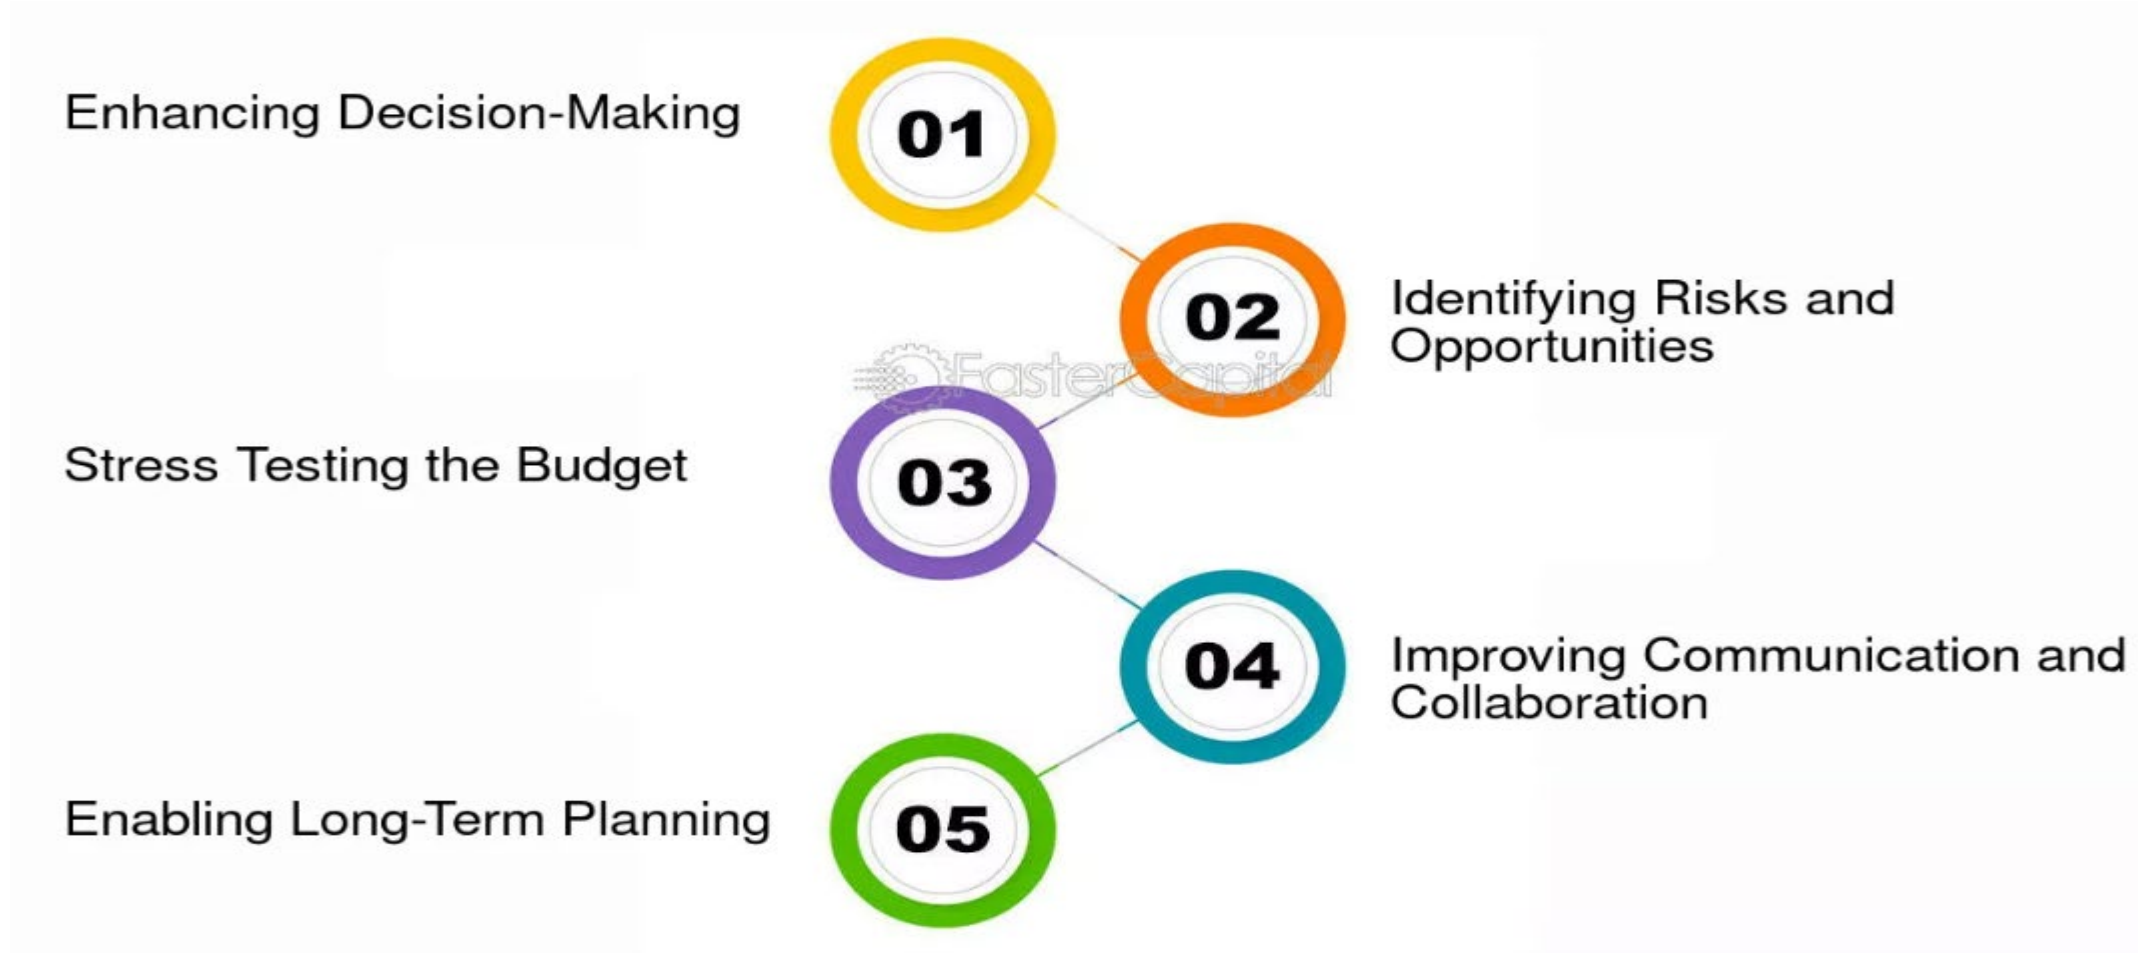 Enhancing Decision-Making
01
02
Identifying Risks and
Opportunities
FasterCapital
Stress Testing the Budget
03
04
Improving Communication and
Collaboration
Enabling Long-Term Planning
05